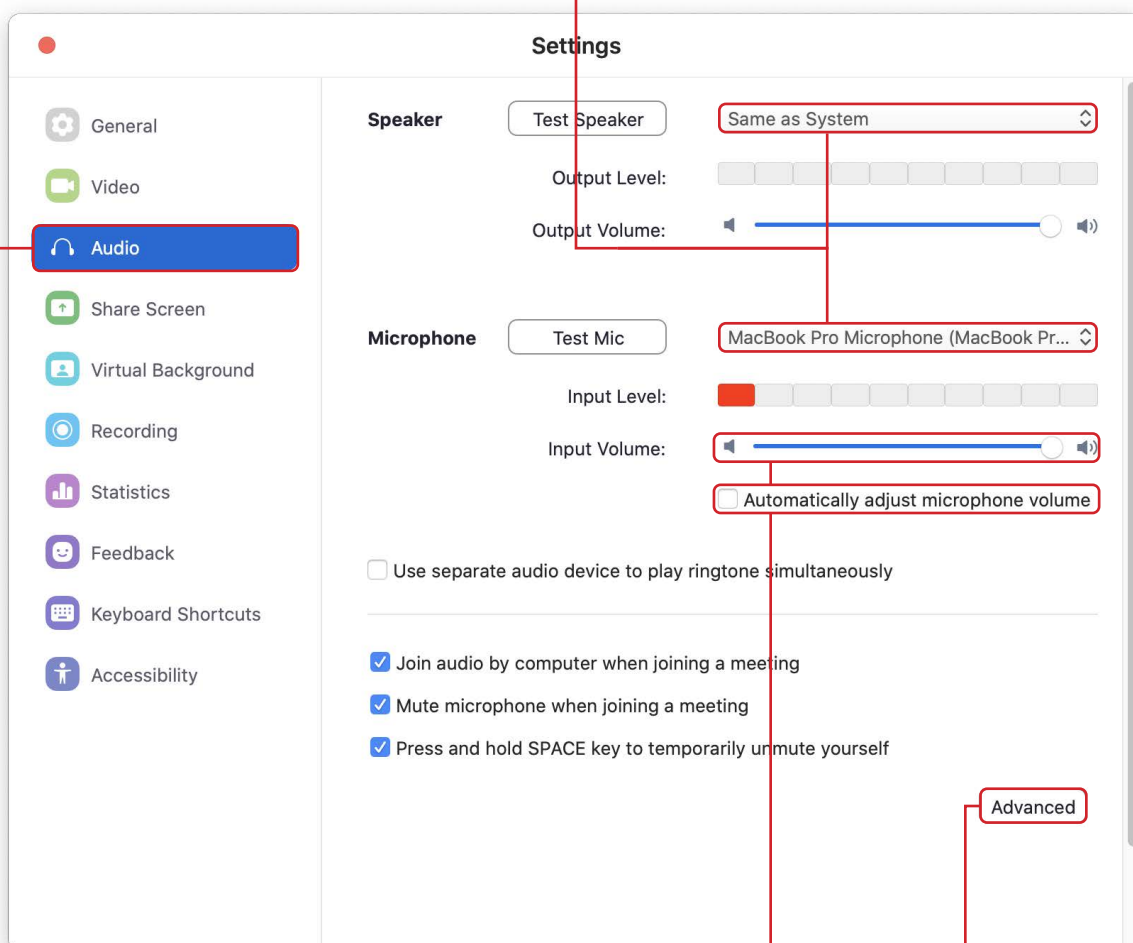 Settings
General
Video
Audio
Share Screen
Virtual Background
Recording
Statistics
Feedback
Keyboard Shortcuts
Accessibility
Speaker
Test Speaker
Same as System
Output Level:
Output Volume:
Microphone
Test Mic
MacBook Pro Microphone (MacBook Pr...
Input Level:
Input Volume:
Automatically adjust microphone volume
Use separate audio device to play ringtone simultaneously
Join audio by computer when joining a meeting
Mute microphone when joining a meeting
Press and hold SPACE key to temporarily unmute yourself
Advanced